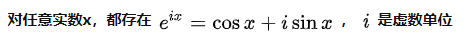 对任意实数x，都存在 $e^{ix} = \cos x + i \sin x$ ，$i$ 是虚数单位